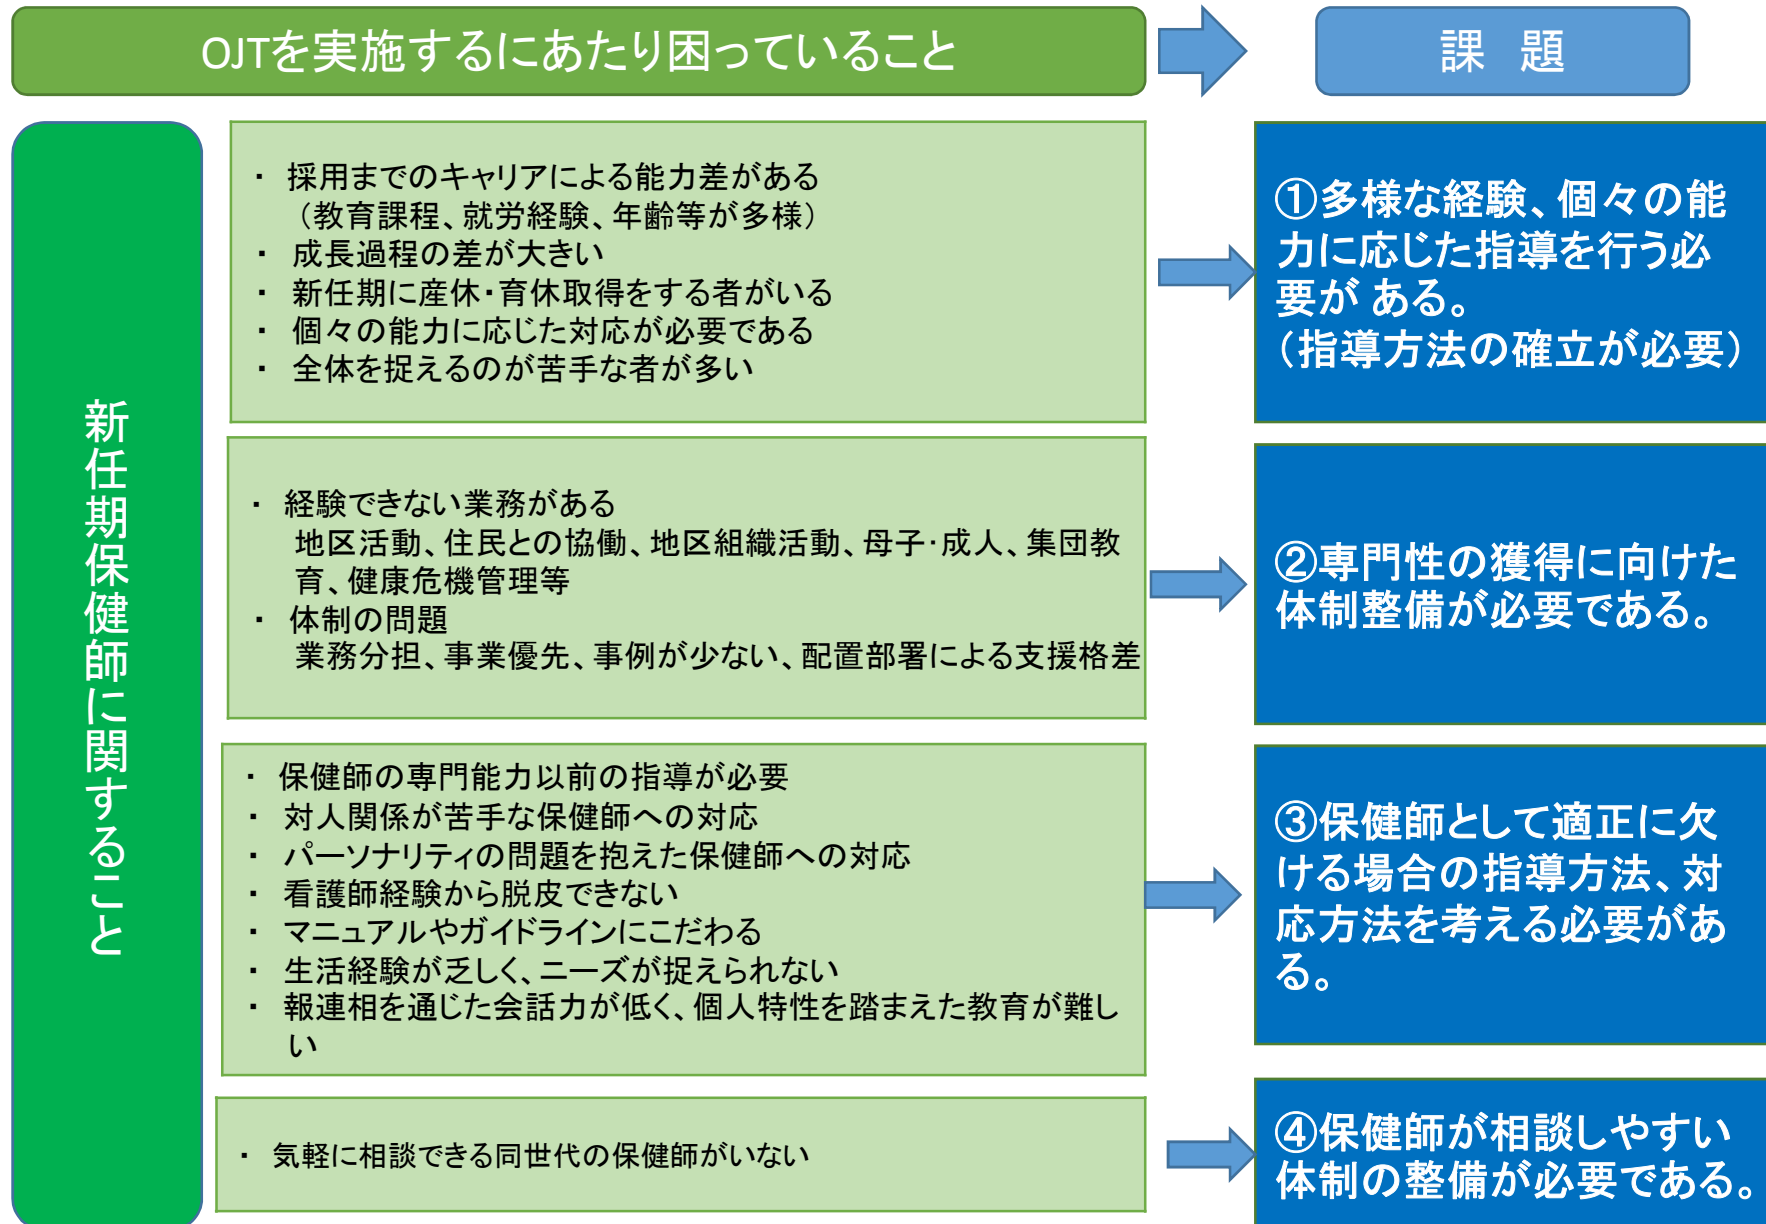 OJTを実施するにあたり困っていること
課　題
新任期保健師に関すること
・ 採用までのキャリアによる能力差がある
（教育課程、就労経験、年齢等が多様）
・ 成長過程の差が大きい
・ 新任期に産休・育休取得をする者がいる
・ 個々の能力に応じた対応が必要である
・ 全体を捉えるのが苦手な者が多い
①多様な経験、個々の能
力に応じた指導を行う必
要が ある。
（指導方法の確立が必要）
・ 経験できない業務がある
地区活動、住民との協働、地区組織活動、母子・成人、集団教
育、健康危機管理等
・ 体制の問題
業務分担、事業優先、事例が少ない、配置部署による支援格差
②専門性の獲得に向けた
体制整備が必要である。
・ 保健師の専門能力以前の指導が必要
・ 対人関係が苦手な保健師への対応
・ パーソナリティの問題を抱えた保健師への対応
・ 看護師経験から脱皮できない
・ マニュアルやガイドラインにこだわる
・ 生活経験が乏しく、ニーズが捉えられない
・ 報連相を通じた会話力が低く、個人特性を踏まえた教育が難し
い
③保健師として適正に欠
ける場合の指導方法、対
応方法を考える必要があ
る。
・ 気軽に相談できる同世代の保健師がいない
④保健師が相談しやすい
体制の整備が必要である。